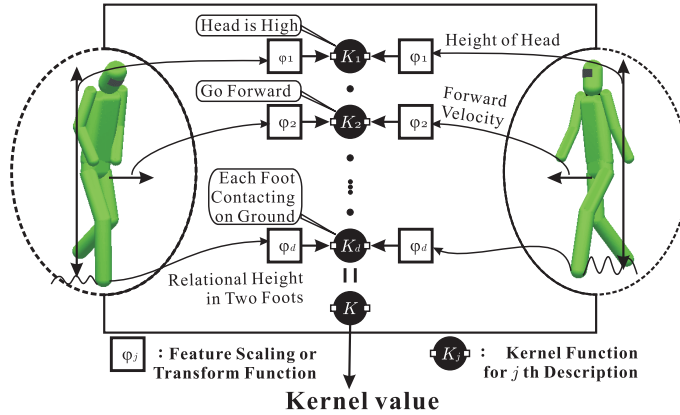 Head is High
φ1
K1
φ1
Height of Head
Go Forward
φ2
K2
φ2
Forward
Velocity
Each Foot
Contacting
on Ground
φd
Kd
φd
Relational Height
in Two Foots
K
φj : Feature Scaling or
Transform Function
Kj : Kernel Function
for j th Description
Kernel value